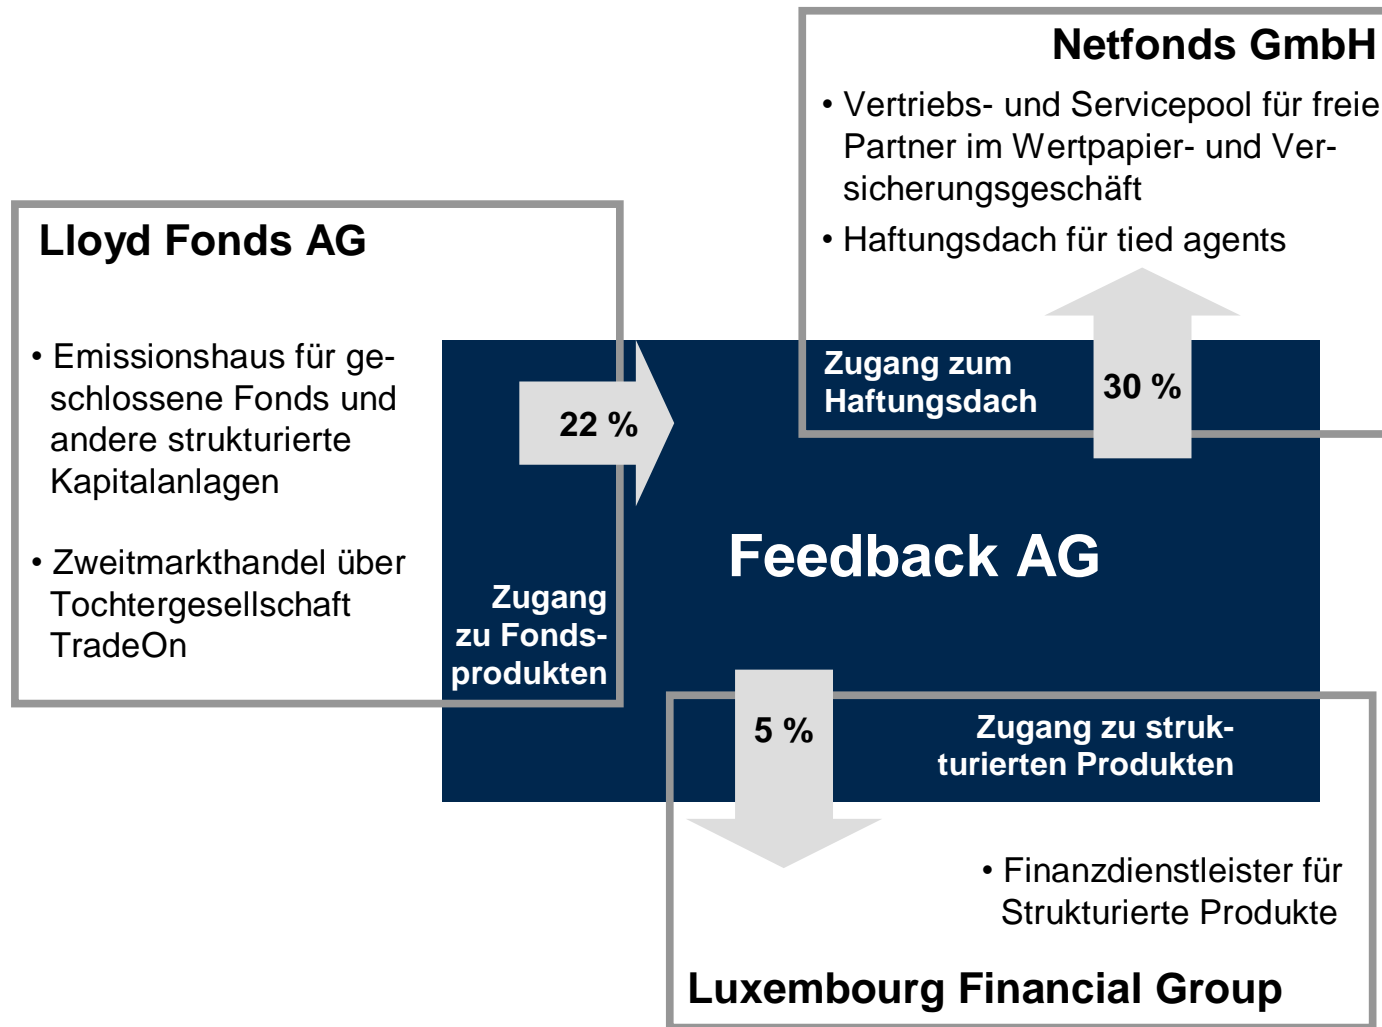 Netfonds GmbH
• Vertriebs- und Servicepool für freie
Partner im Wertpapier- und Ver-
sicherungsgeschäft
• Haftungsdach für tied agents
Zugang zum
Haftungsdach
30 %
Lloyd Fonds AG
• Emissionshaus für ge-
schlossene Fonds und
andere strukturierte
Kapitalanlagen
• Zweitmarkthandel über
Tochtergesellschaft
TradeOn
22 %
Zugang
zu Fonds-
produkten
Feedback AG
5 %
Zugang zu struk-
turierten Produkten
• Finanzdienstleister für
Strukturierte Produkte
Luxembourg Financial Group